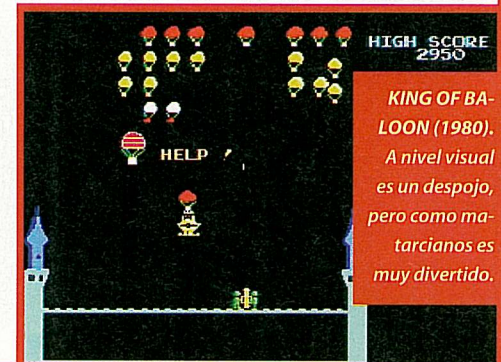 HIGH SCORE
2950
HELP
KING OF BA-
LOON (1980).
A nivel visual
es un despojo,
pero como ma-
tarcianos es
muy divertido.